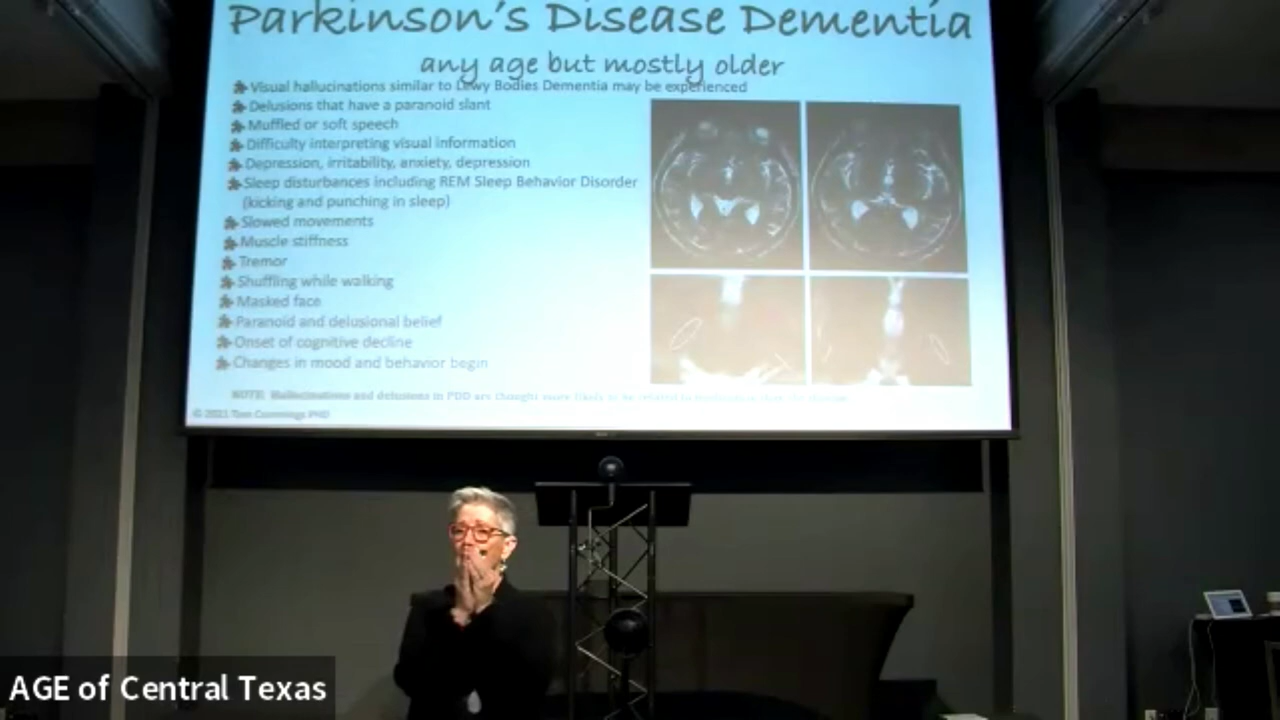 Parkinson's Disease Dementia
any age but mostly older
Visual hallucinations similar to Lewy Bodies Dementia may be experienced
Delusions that have a paranoid slant
Muffled or soft speech
Difficulty interpreting visual information
Depression, irritability, anxiety, depression
Sleep disturbances including REM Sleep Behavior Disorder
(kicking and punching in sleep)
Slowed movements
Muscle stiffness
Tremor
Shuffling while walking
Masked face
Paranoid and delusional belief
Onset of cognitive decline
Changes in mood and behavior begin
NOTE: Hallucinations and delusions in PDD are thought more likely to be related to
© 2021 Cummings PhD
AGE of Central Texas